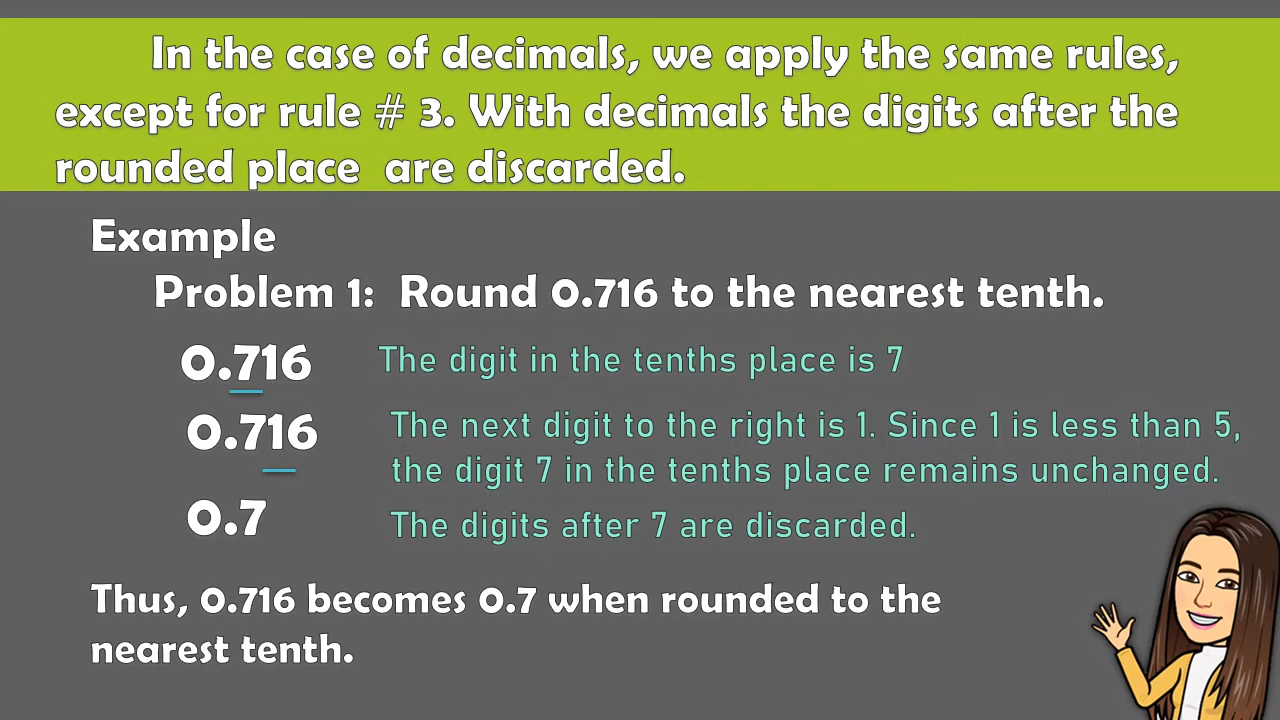 In the case of decimals, we apply the same rules,
except for rule # 3. With decimals the digits after the
rounded place are discarded.
Example
Problem 1: Round 0.716 to the nearest tenth.
0.716 The digit in the tenths place is 7
0.716 The next digit to the right is 1. Since 1 is less than 5,
the digit 7 in the tenths place remains unchanged.
0.7 The digits after 7 are discarded.
Thus, 0.716 becomes 0.7 when rounded to the
nearest tenth.